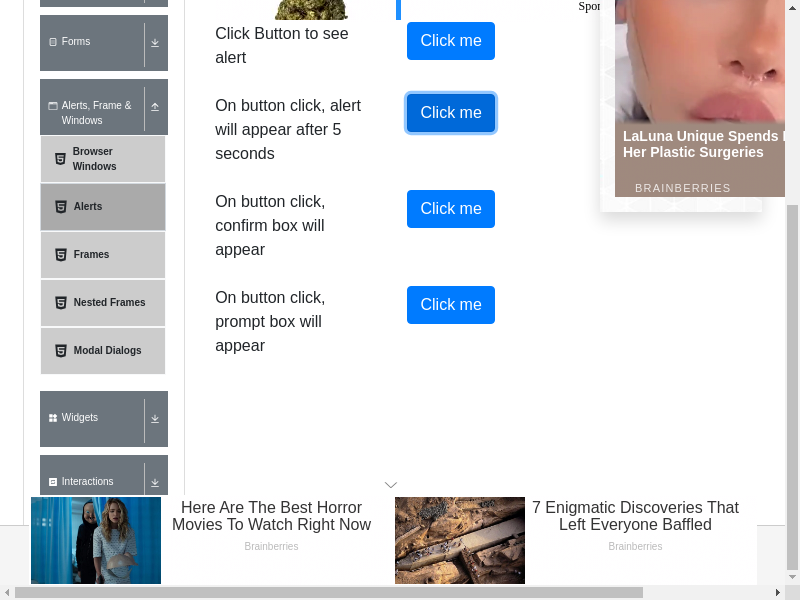 Spor
Click Button to see
alert
Click me
Forms
LaLuna Unique Spends
Her Plastic Surgeries
BRAINBERRIES
Alerts, Frame &
Windows
On button click, alert
will appear after 5
seconds
Click me
Browser
Windows
Alerts
On button click,
confirm box will
appear
Click me
Frames
Nested Frames
On button click,
prompt box will
appear
Click me
Modal Dialogs
Widgets
Interactions
Here Are The Best Horror
Movies To Watch Right Now
Brainberries
7 Enigmatic Discoveries That
Left Everyone Baffled
Brainberries